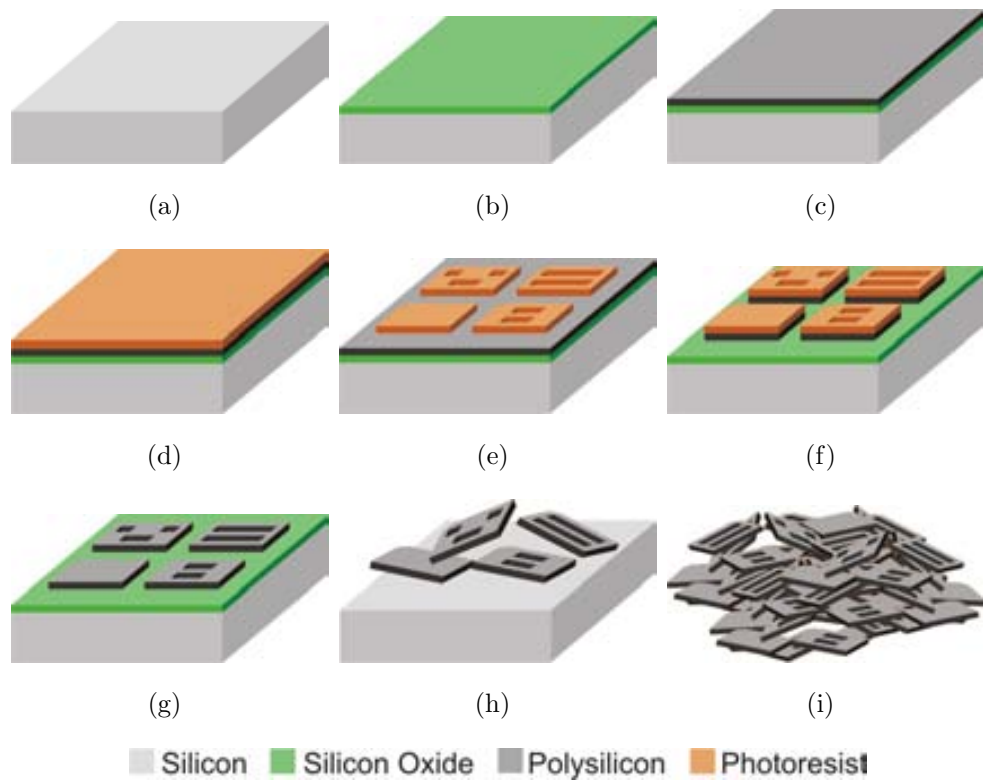 (a) (b) (c)
(d) (e) (f)
(g) (h) (i)
Silicon Silicon Oxide Polysilicon Photoresist